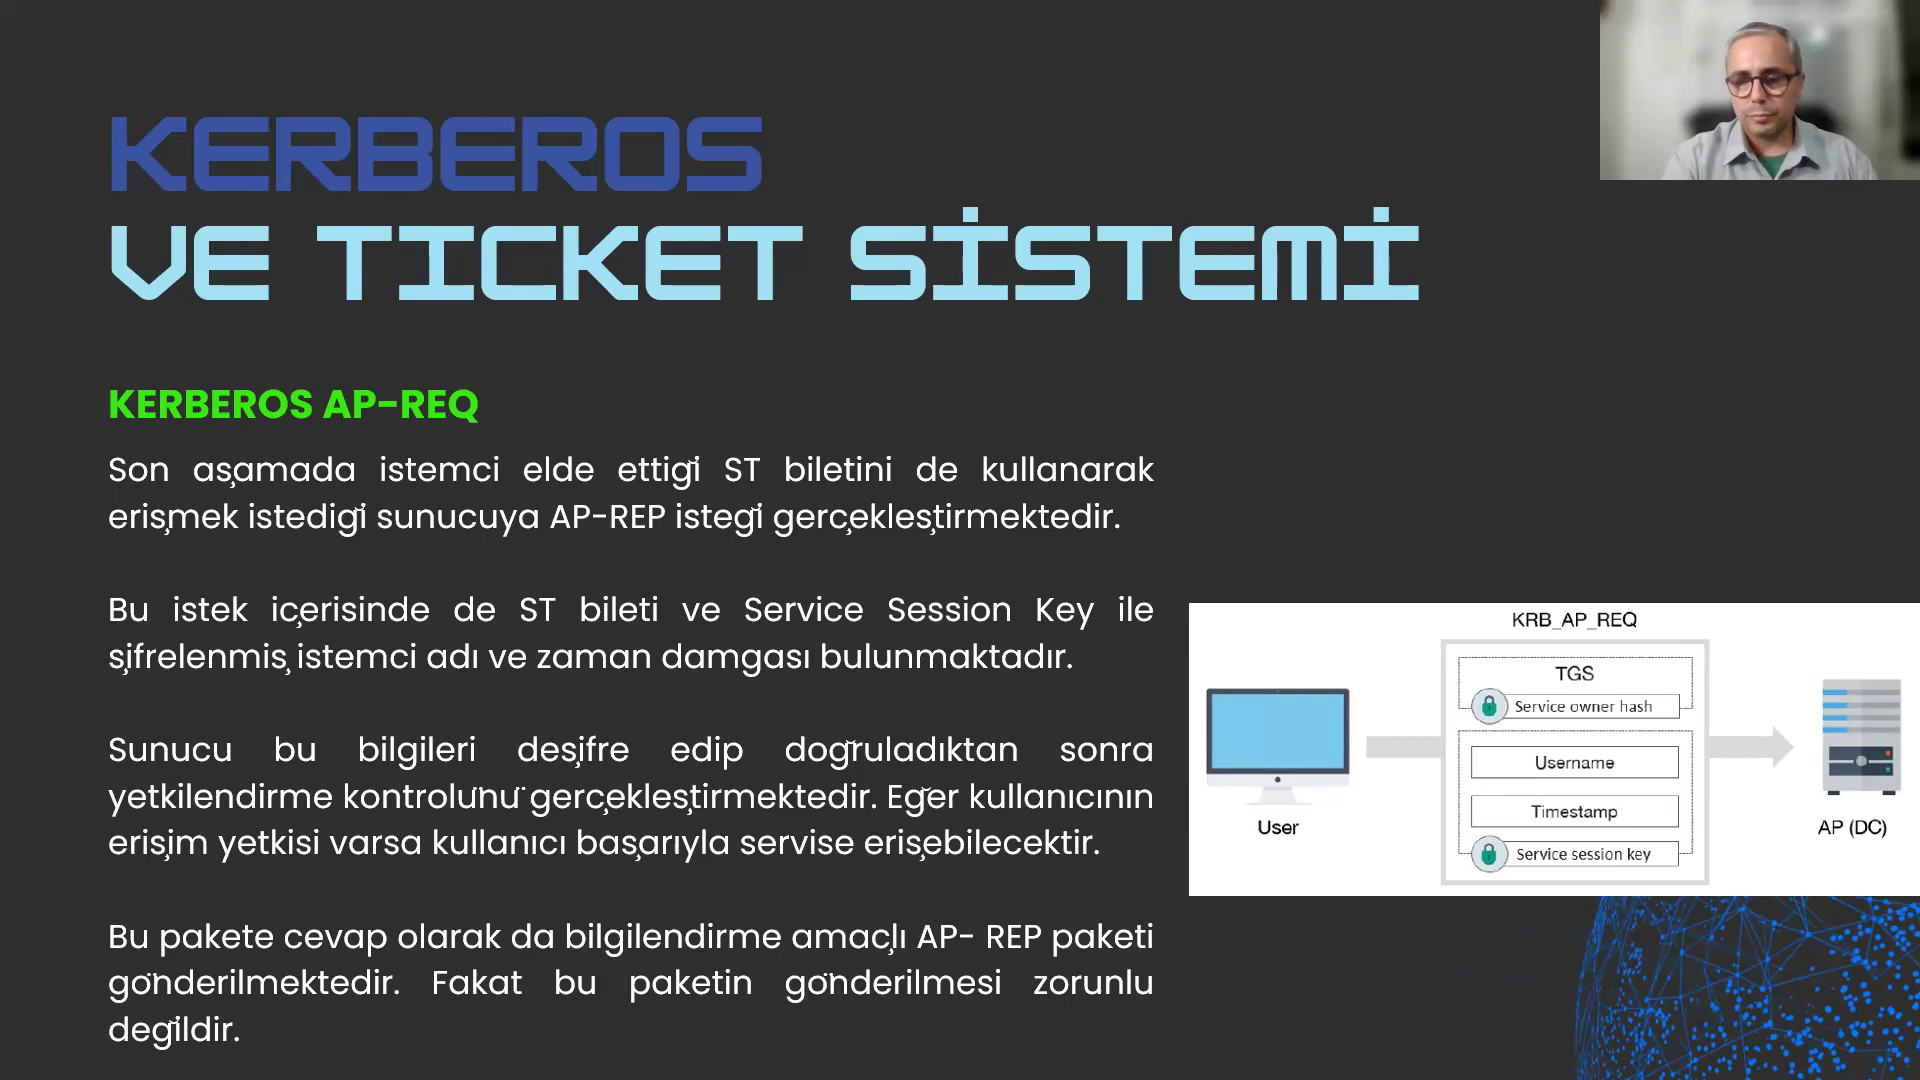 KERBEROS
VE TICKET SİSTEMİ
KERBEROS AP-REQ
Son aşamada istemci elde ettiği ST biletini de kullanarak
erişmek istediği sunucuya AP-REP isteği gerçekleştirmektedir.
Bu istek içerisinde de ST bileti ve Service Session Key ile
şifrelenmiş istemci adı ve zaman damgası bulunmaktadır.
Sunucu bu bilgileri deşifre edip doğruladıktan sonra
yetkilendirme kontrolünü gerçekleştirmektedir. Eğer kullanıcının
erişim yetkisi varsa kullanıcı başarıyla servise erişebilecektir.
Bu pakete cevap olarak da bilgilendirme amaçlı AP- REP paketi
gönderilmektedir. Fakat bu paketin gönderilmesi zorunlu
değildir.
KRB_AP_REQ
TGS
Service owner hash
Username
Timestamp
Service session key
User
AP (DC)